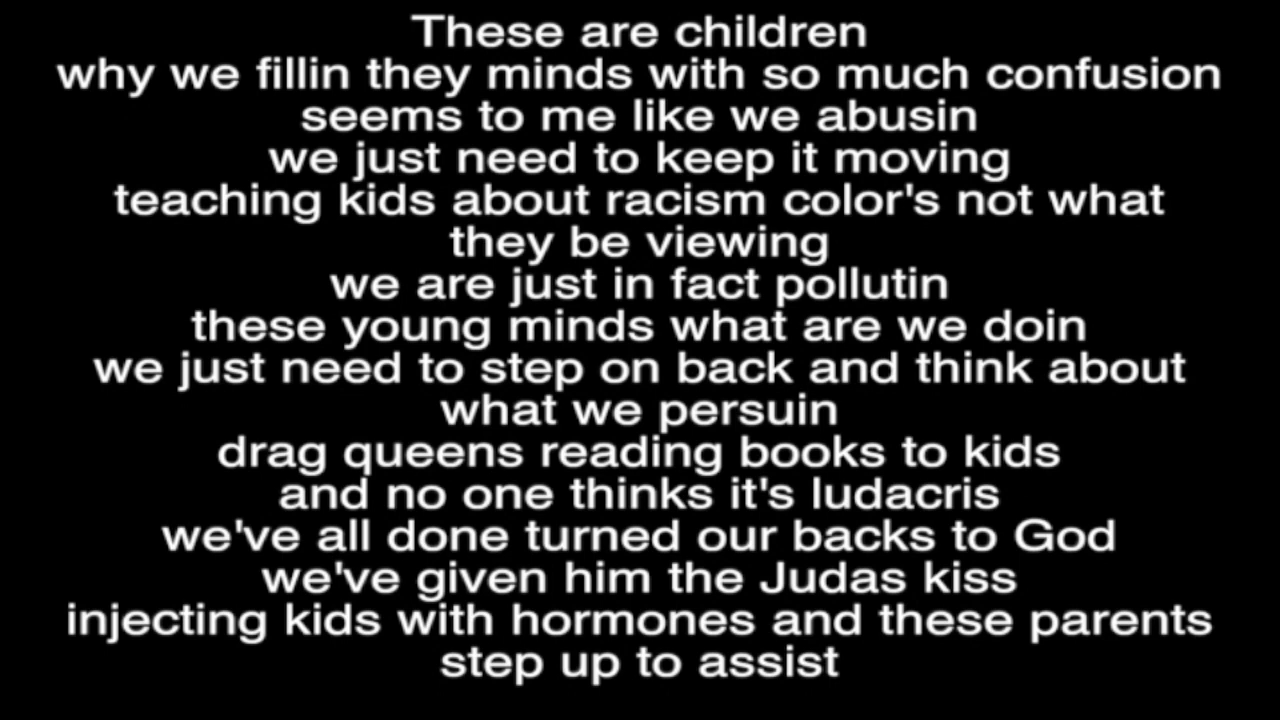 These are children
why we fillin they minds with so much confusion
seems to me like we abusin
we just need to keep it moving
teaching kids about racism color's not what
they be viewing
we are just in fact pollutin
these young minds what are we doin
we just need to step on back and think about
what we persuin
drag queens reading books to kids
and no one thinks it's ludacris
we've all done turned our backs to God
we've given him the Judas kiss
injecting kids with hormones and these parents
step up to assist